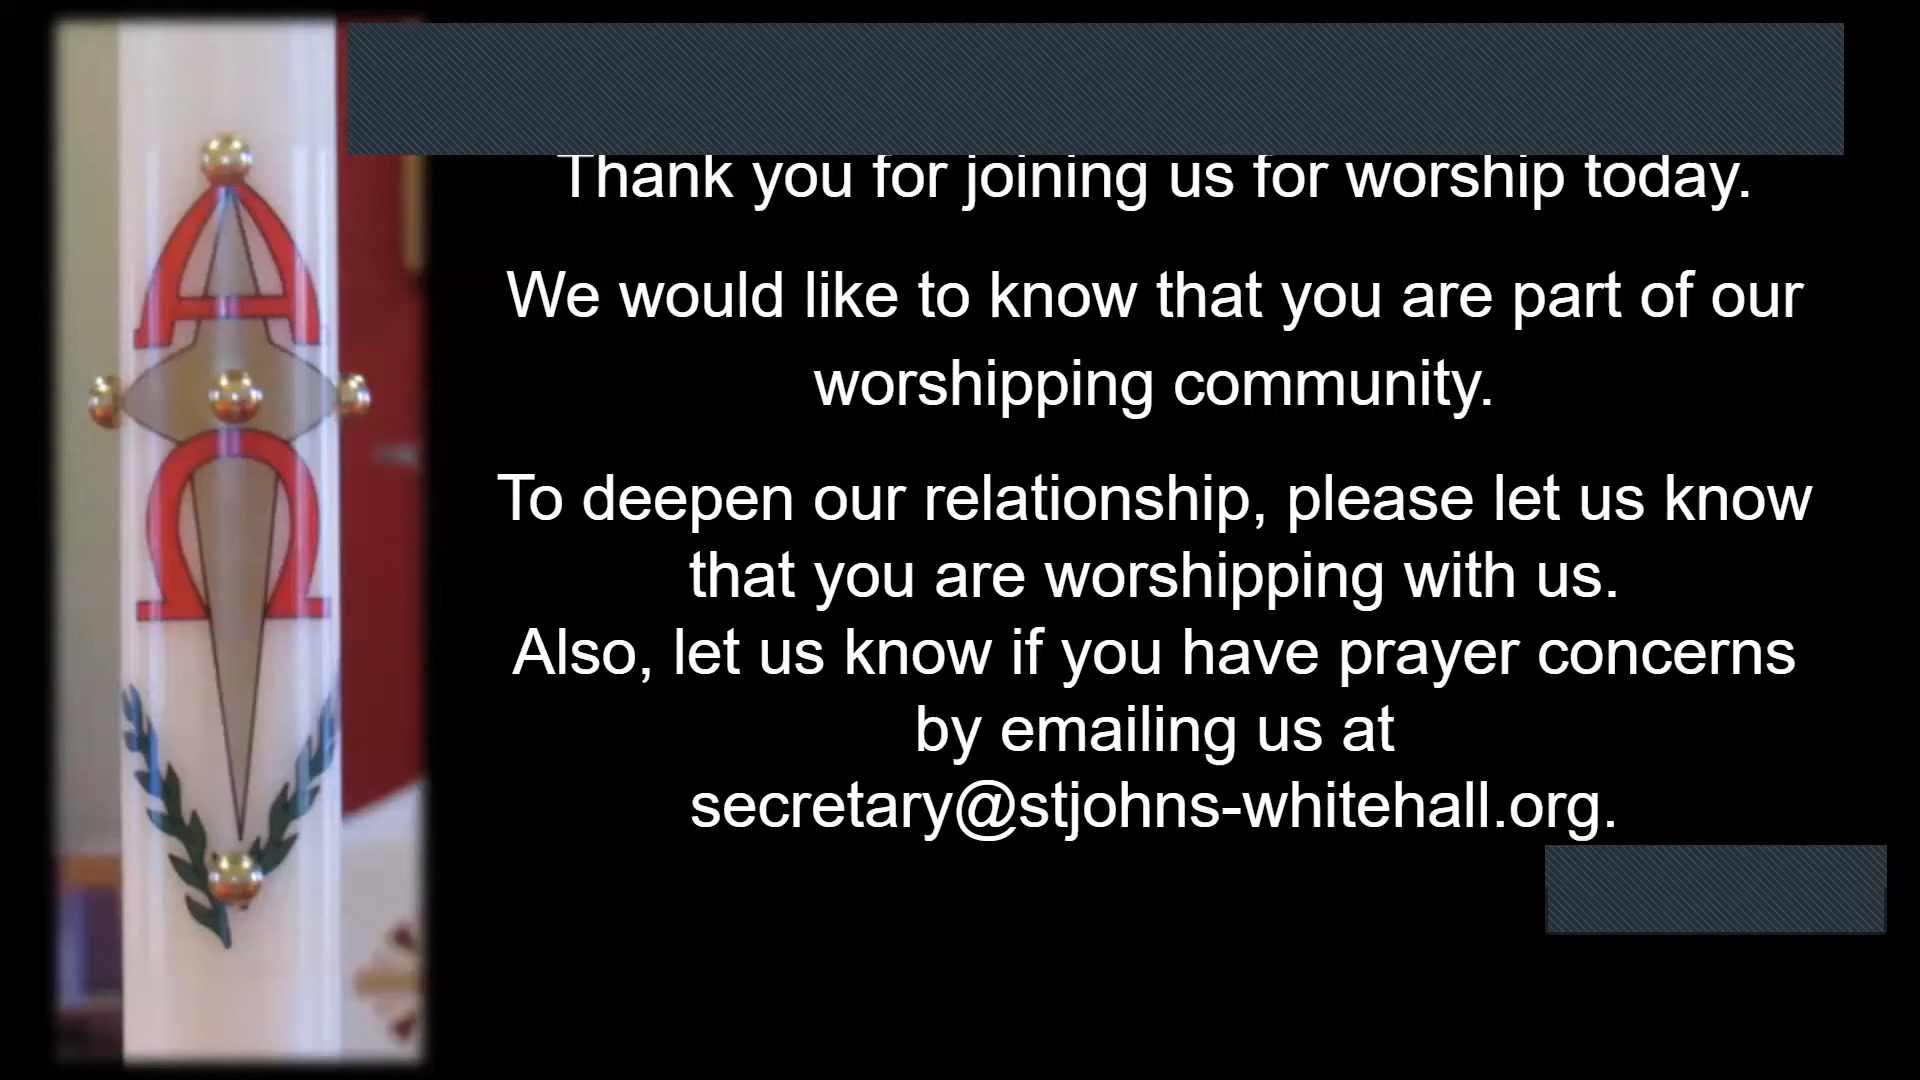 Α
Ω
Thank you for joining us for worship today.
We would like to know that you are part of our
worshipping community.
To deepen our relationship, please let us know
that you are worshipping with us.
Also, let us know if you have prayer concerns
by emailing us at
secretary@stjohns-whitehall.org.